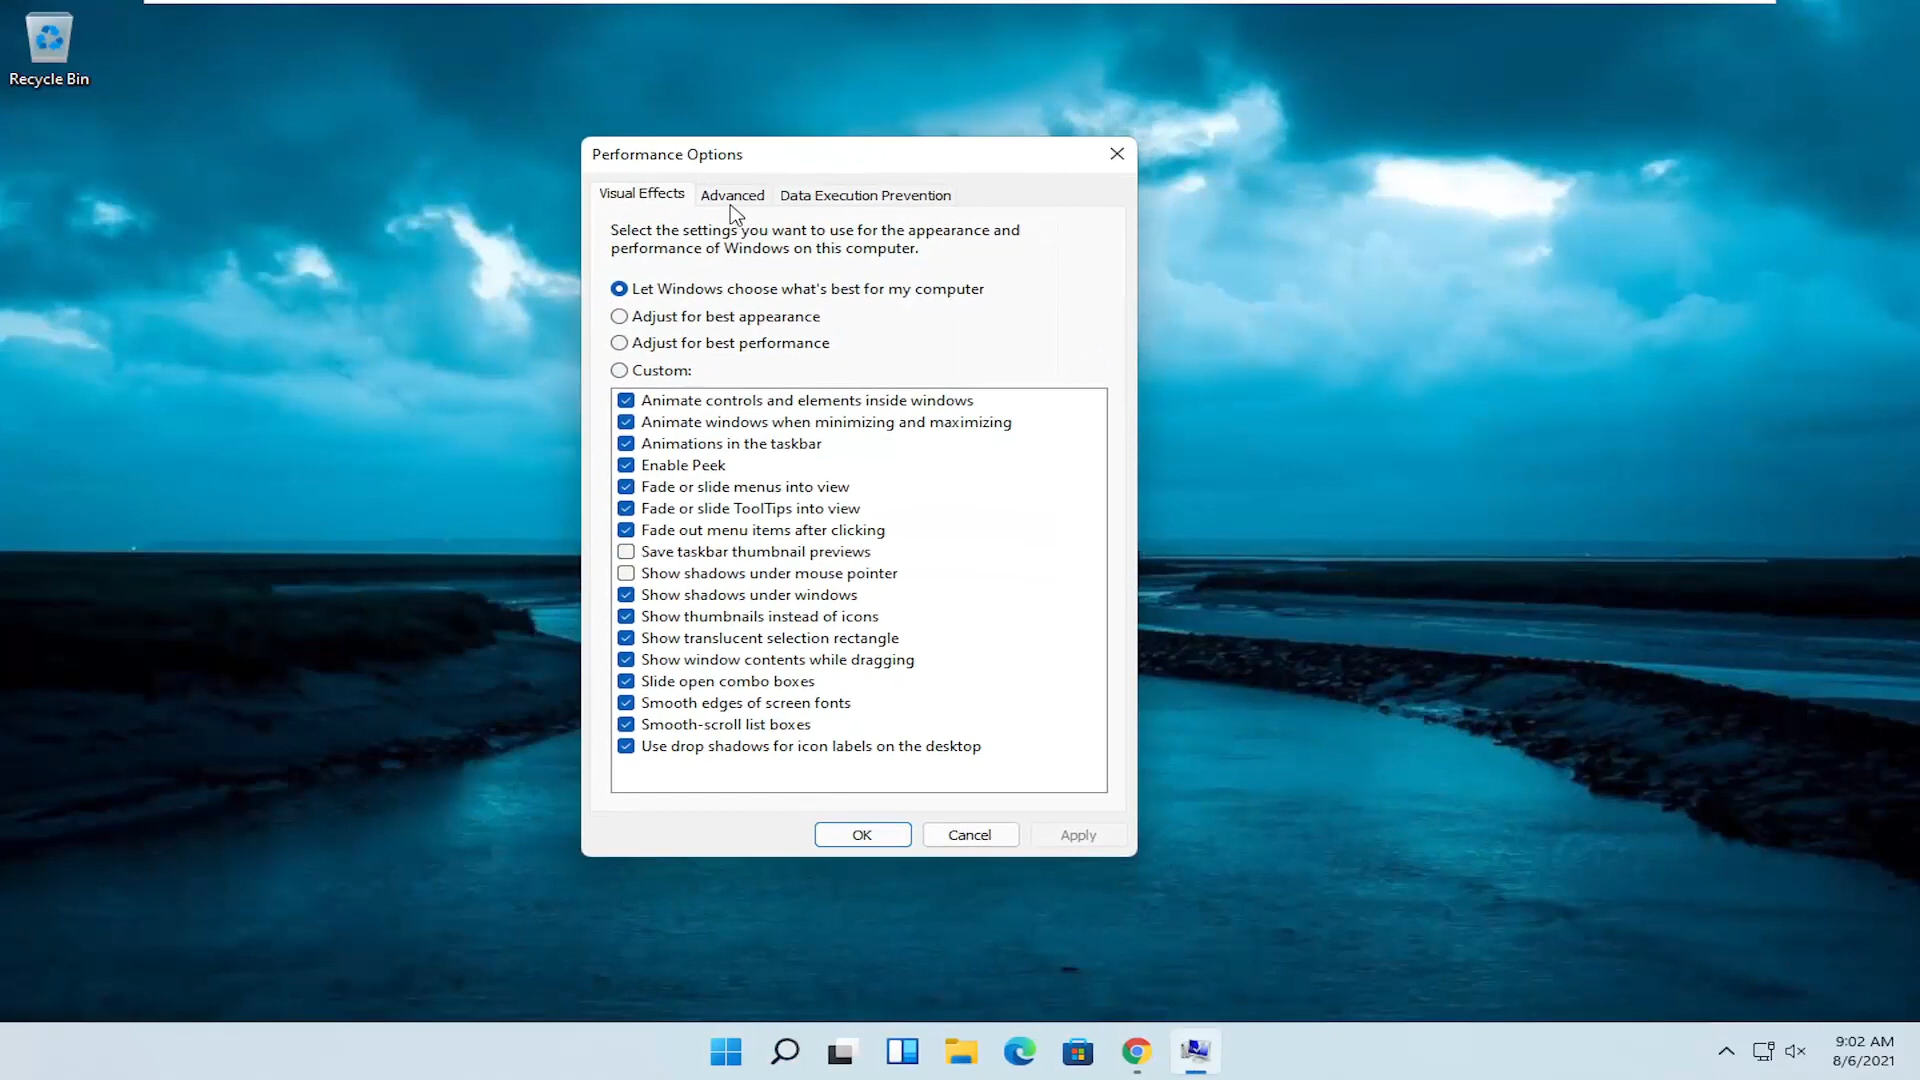 Recycle Bin
Performance Options
Visual Effects
Advanced
Data Execution Prevention
Select the settings you want to use for the appearance and
performance of Windows on this computer.
Let Windows choose what's best for my computer
Adjust for best appearance
Adjust for best performance
Custom:
Animate controls and elements inside windows
Animate windows when minimizing and maximizing
Animations in the taskbar
Enable Peek
Fade or slide menus into view
Fade or slide ToolTips into view
Fade out menu items after clicking
Save taskbar thumbnail previews
Show shadows under mouse pointer
Show shadows under windows
Show thumbnails instead of icons
Show translucent selection rectangle
Show window contents while dragging
Slide open combo boxes
Smooth edges of screen fonts
Smooth-scroll list boxes
Use drop shadows for icon labels on the desktop
OK
Cancel
Apply
9:02 AM
8/6/2021